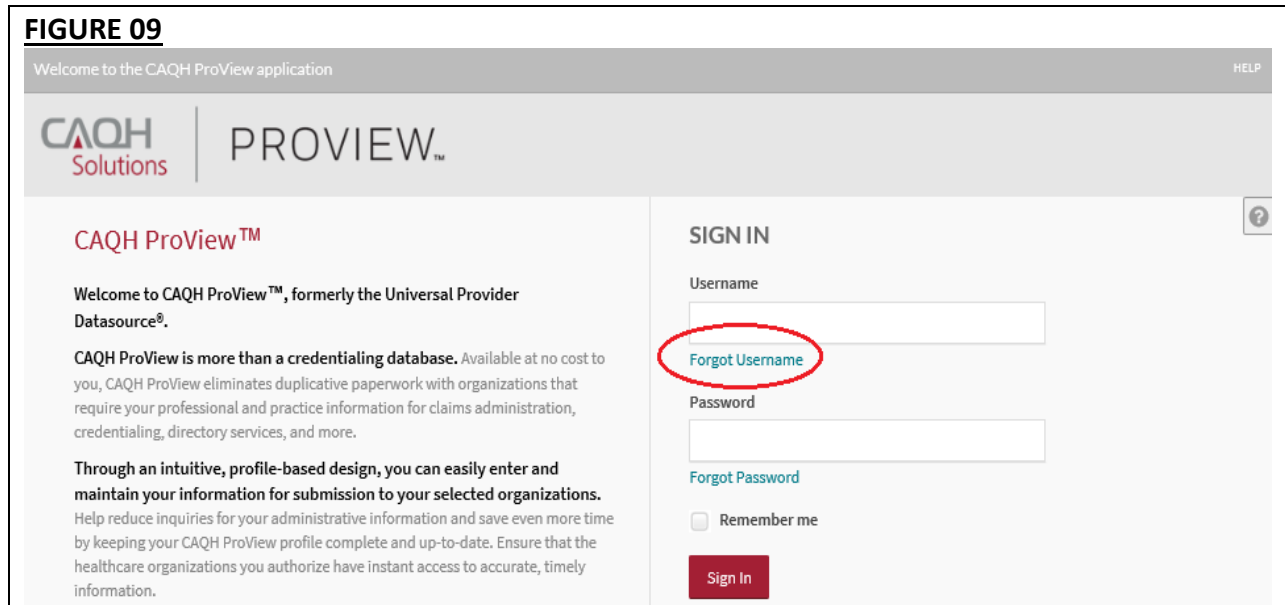 FIGURE 09
Welcome to the CAQH ProView application
HELP
CAQH
Solutions
PROVIEW™
CAQH ProView™
Welcome to CAQH ProView™, formerly the Universal Provider
Datasource®.
CAQH ProView is more than a credentialing database. Available at no cost to
you, CAQH ProView eliminates duplicative paperwork with organizations that
require your professional and practice information for claims administration,
credentialing, directory services, and more.
Through an intuitive, profile-based design, you can easily enter and
maintain your information for submission to your selected organizations.
Help reduce inquiries for your administrative information and save even more time
by keeping your CAQH ProView profile complete and up-to-date. Ensure that the
healthcare organizations you authorize have instant access to accurate, timely
information.
?
SIGN IN
Username
Forgot Username
Password
Forgot Password
Remember me
Sign In